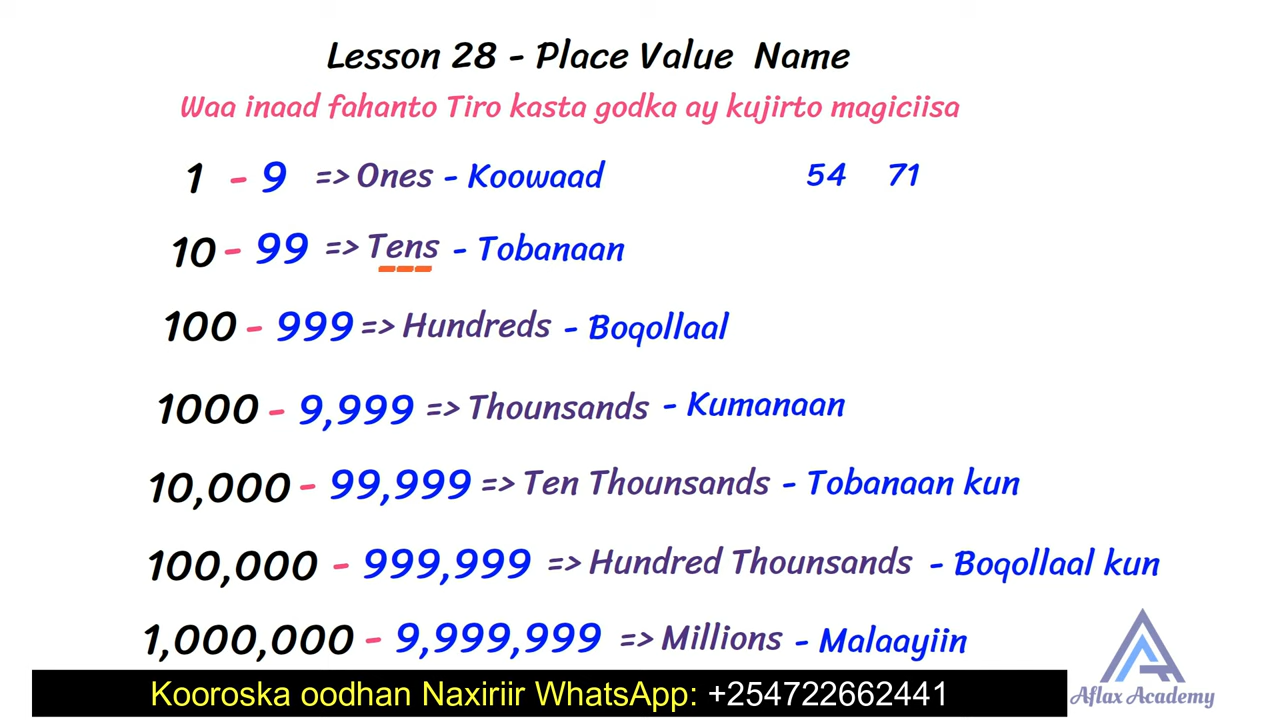 Lesson 28 - Place Value Name
Waa inaad fahanto Tiro kasta godka ay kujirto magiciisa
1 - 9 => Ones - Koowaad 54 71
10 - 99 => Tens - Tobanaan
100 - 999 => Hundreds - Boqollaal
1000 - 9,999 => Thounsands - Kumanaan
10,000 - 99,999 => Ten Thounsands - Tobanaan kun
100,000 - 999,999 => Hundred Thounsands - Boqollaal kun
1,000,000 - 9,999,999 => Millions - Malaayiin
Kooroska oodhan Naxiriir WhatsApp: +254722662441
Aflax Academy